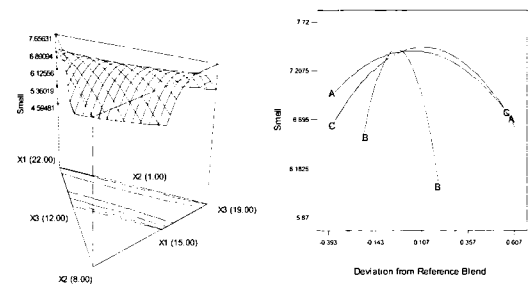 7.65631
6.89094
6.12556
5.36019
4.59481
Smell
X1 (22.00)
X2 (1.00)
X3 (19.00)
X3 (12.00)
X1 (15.00)
X2 (8.00)
7.72
7.2075
6.695
6.1825
5.67
Smell
A
C
B
B
C
A
-0.393
-0.143
0.107
0.357
0.607
Deviation from Reference Blend